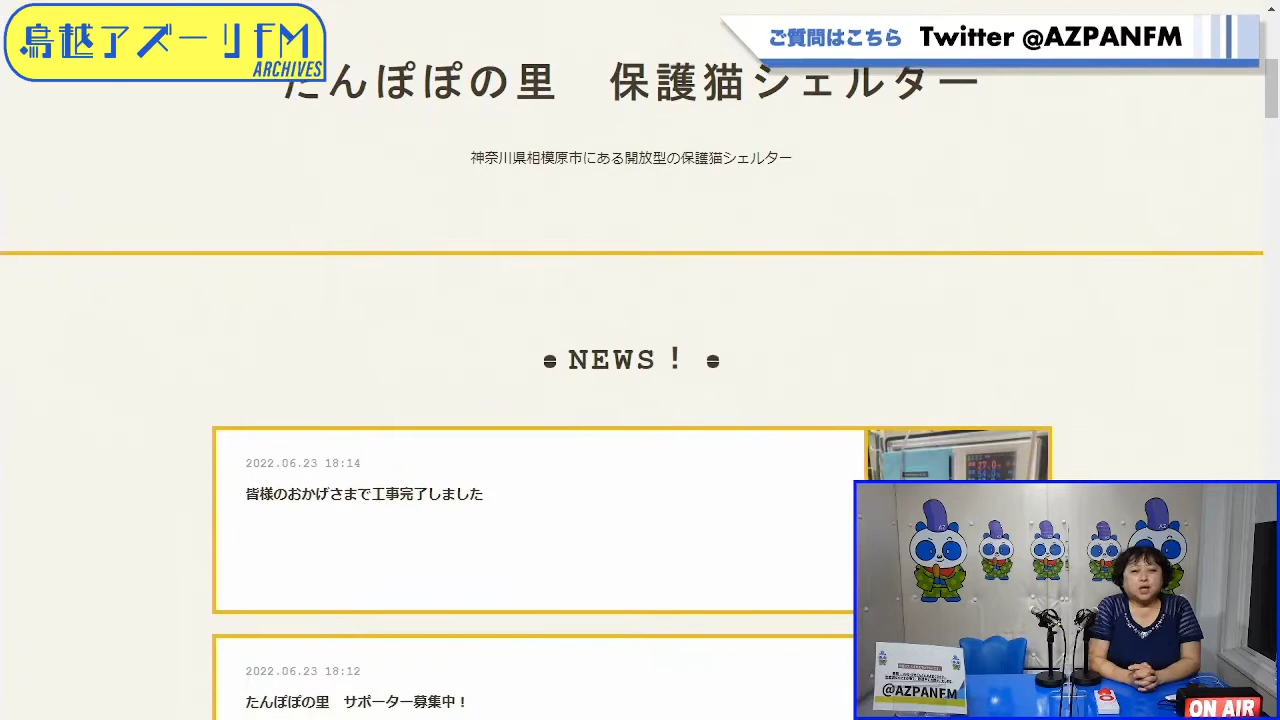 鳥越アズーリFM
ARCHIVES
ご質問はこちら Twitter @AZPANFM
たんぽぽの里　保護猫シェルター
神奈川県相模原市にある開放型の保護猫シェルター
NEWS！
2022.06.23 18:14
皆様のおかげさまで工事完了しました
2022.06.23 18:12
たんぽぽの里　サポーター募集中！
@AZPANFM
ON AIR